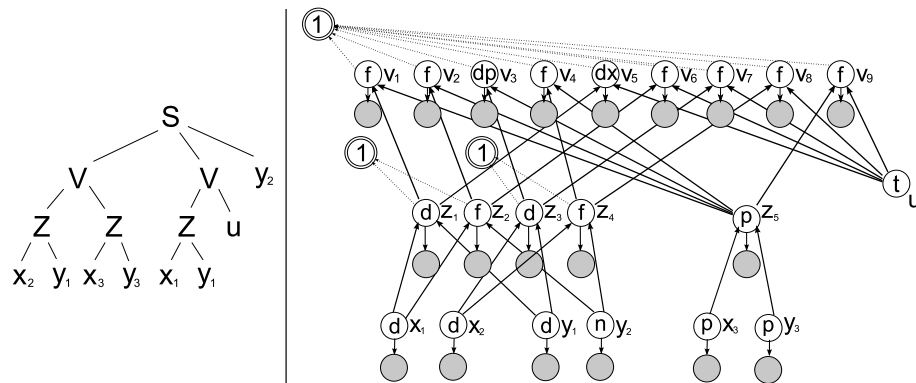 S
V V y₂
Z Z Z u
x₂ y₁ x₃ y₃ x₁ y₁
1
f v₁ f v₂ dp v₃ f v₄ dx v₅ f v₆ f v₇ f v₈ f v₉
1 1
t u
d z₁ f z₂ d z₃ f z₄ p z₅
d x₁ d x₂ d y₁ n y₂ p x₃ p y₃